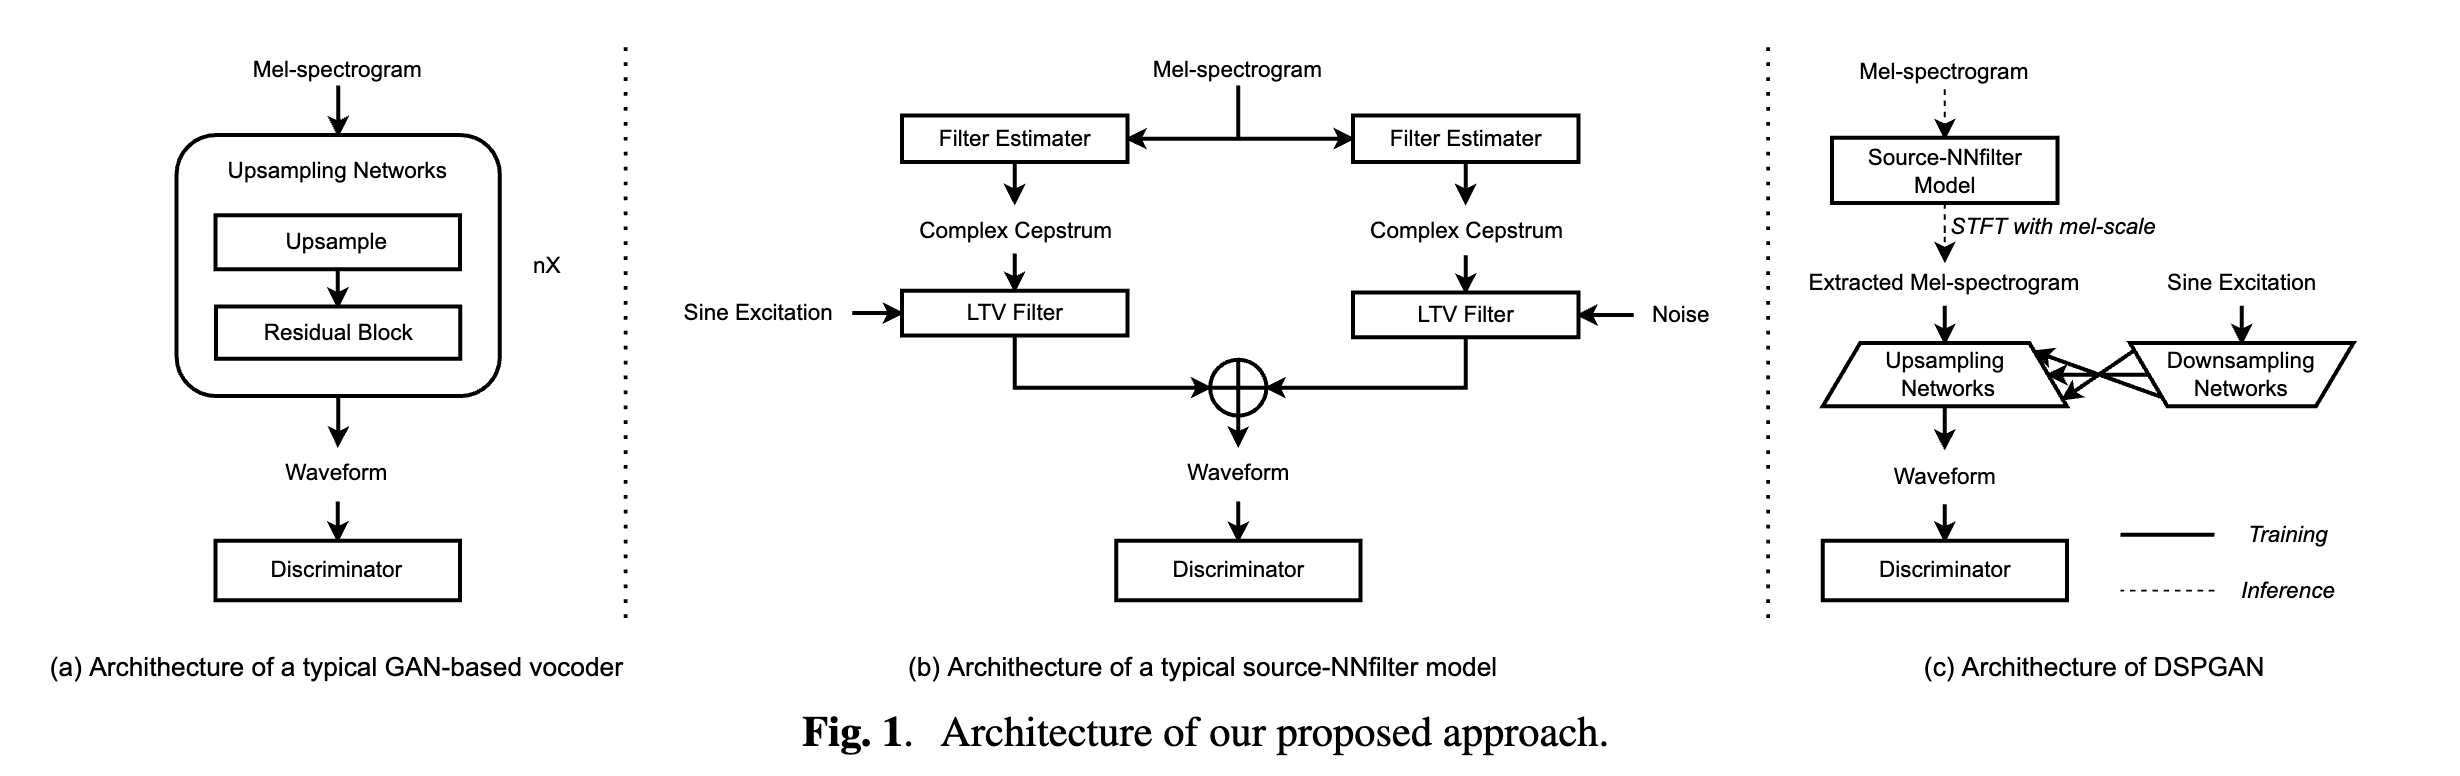 Mel-spectrogram
Upsampling Networks
Upsample
Residual Block
nX
Waveform
Discriminator
(a) Archithecture of a typical GAN-based vocoder
Mel-spectrogram
Filter Estimater
Filter Estimater
Complex Cepstrum
Complex Cepstrum
Sine Excitation
LTV Filter
LTV Filter
Noise
Waveform
Discriminator
(b) Archithecture of a typical source-NNfilter model
Mel-spectrogram
Source-NNfilter
Model
STFT with mel-scale
Extracted Mel-spectrogram
Sine Excitation
Upsampling
Networks
Downsampling
Networks
Waveform
Discriminator
Training
Inference
(c) Archithecture of DSPGAN
Fig. 1. Architecture of our proposed approach.